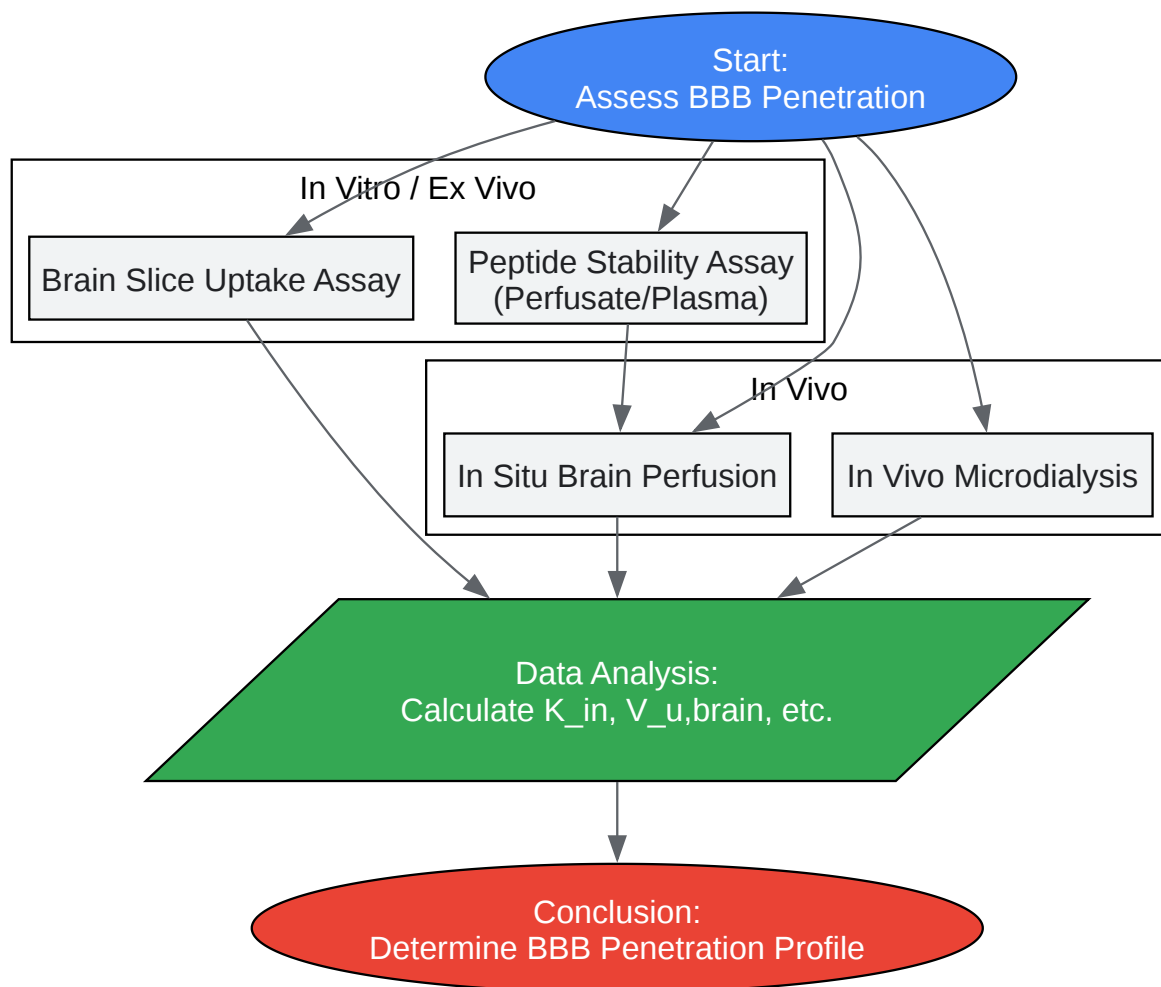 Start:
Assess BBB Penetration
In Vitro / Ex Vivo
Brain Slice Uptake Assay
Peptide Stability Assay
(Perfusate/Plasma)
In Vivo
In Situ Brain Perfusion
In Vivo Microdialysis
Data Analysis:
Calculate K_in, V_u,brain, etc.
Conclusion:
Determine BBB Penetration Profile